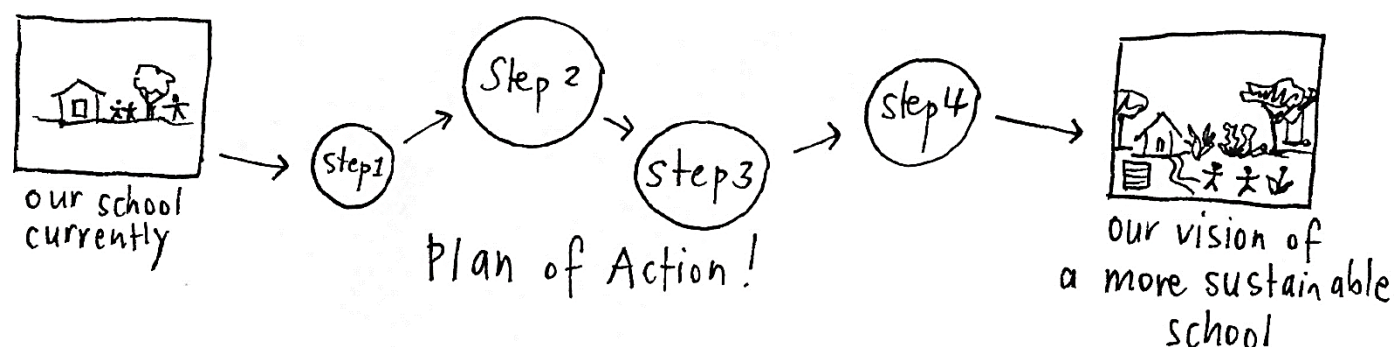 our school
currently
step1
Step 2
step3
step4
Plan of Action!
our vision of
a more sustainable
school